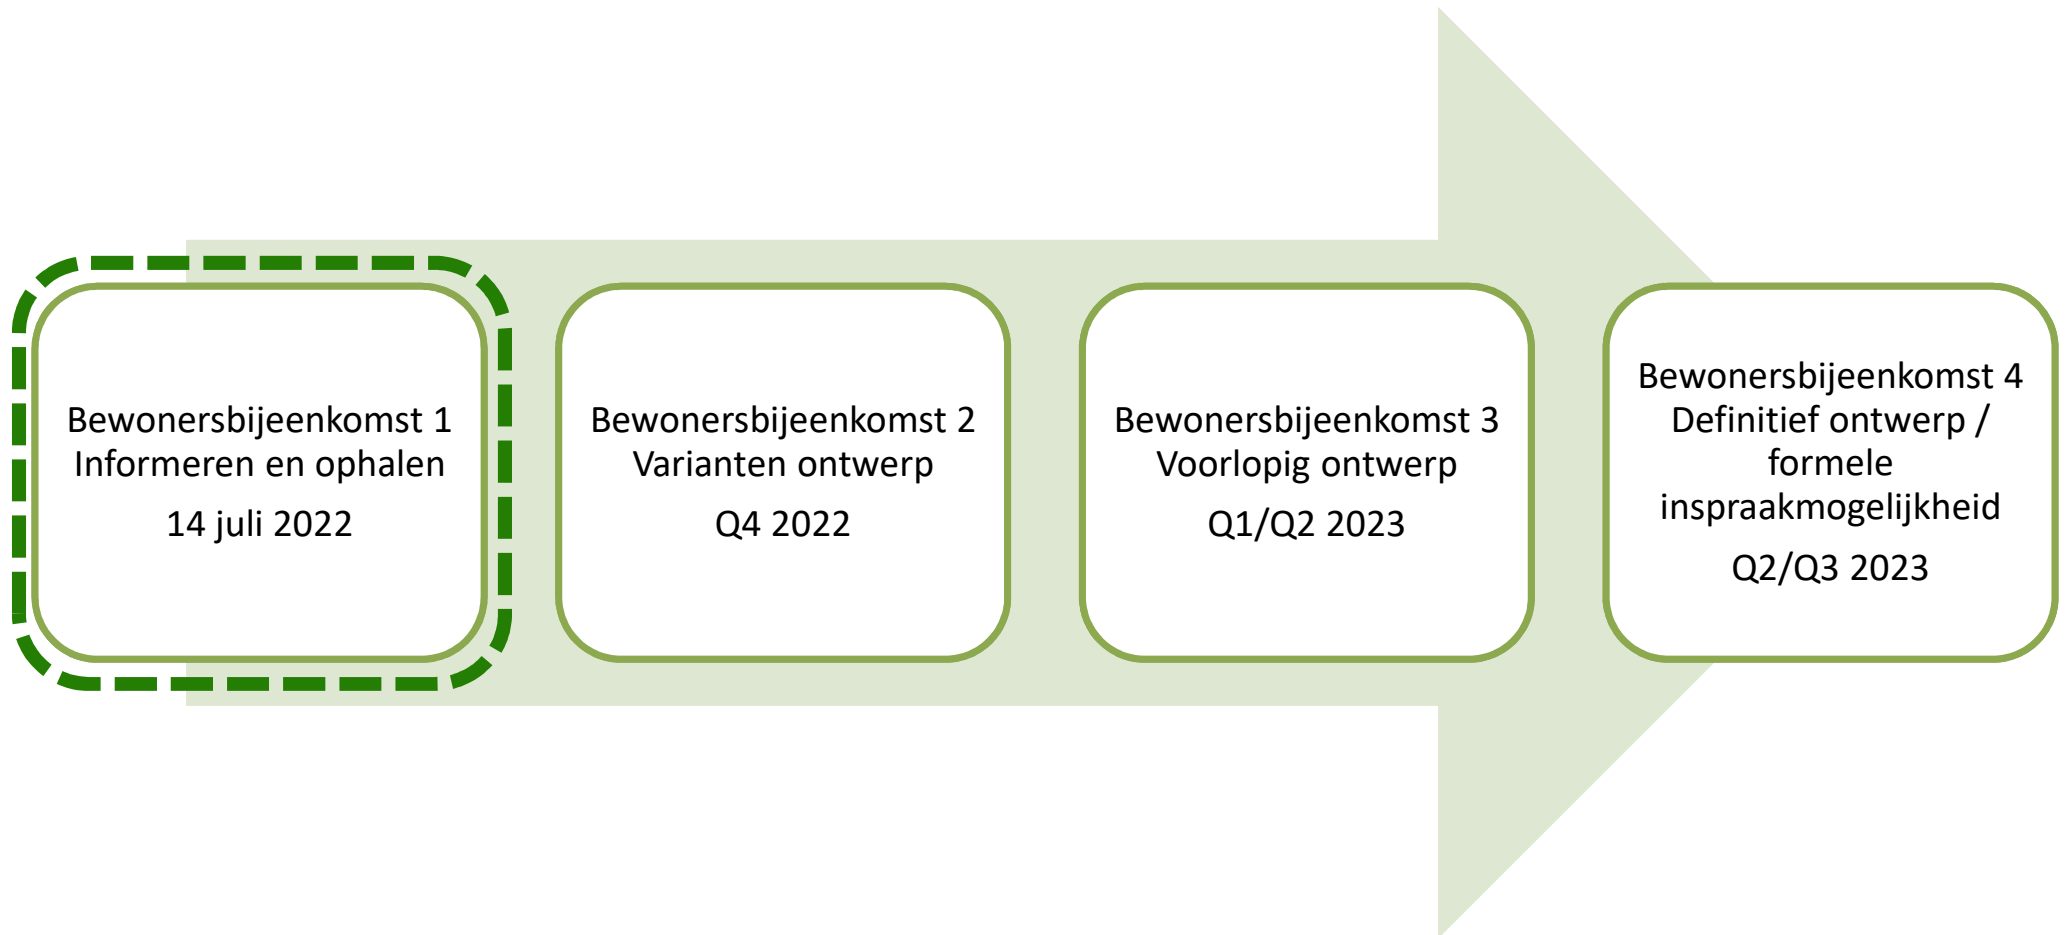 Bewonersbijeenkomst 1
Informeren en ophalen
14 juli 2022
Bewonersbijeenkomst 2
Varianten ontwerp
Q4 2022
Bewonersbijeenkomst 3
Voorlopig ontwerp
Q1/Q2 2023
Bewonersbijeenkomst 4
Definitief ontwerp /
formele
inspraakmogelijkheid
Q2/Q3 2023